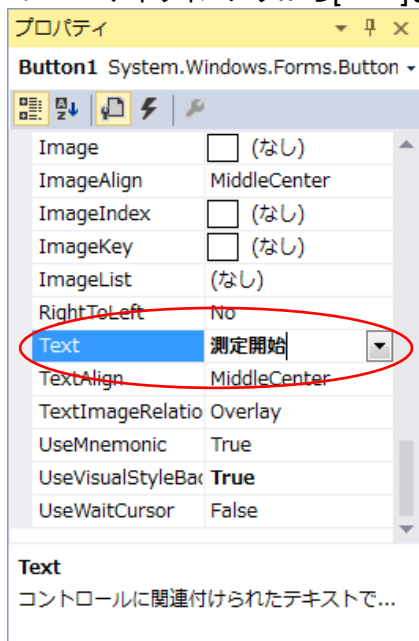 プロパティ
Button1 System.Windows.Forms.Button
Image (なし)
ImageAlign MiddleCenter
ImageIndex (なし)
ImageKey (なし)
ImageList (なし)
RightToLeft No
Text 測定開始
TextAlign MiddleCenter
TextImageRelatio Overlay
UseMnemonic True
UseVisualStyleBac True
UseWaitCursor False
Text
コントロールに関連付けられたテキストで...